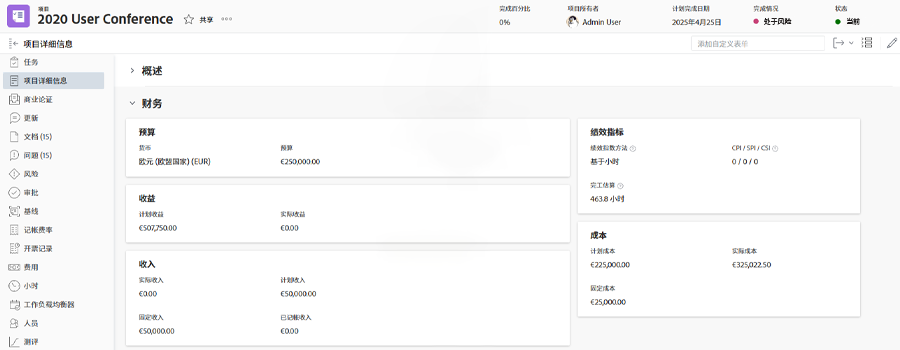 项目
2020 User Conference
共享
完成百分比
0%
项目所有者
Admin User
计划完成日期
2025年4月25日
完成情况
处于风险
状态
当前
项目详细信息
添加自定义表单
任务
项目详细信息
商业论证
更新
文档 (15)
问题 (15)
风险
审批
基线
记帐费率
开票记录
费用
小时
工作负载均衡器
人员
测评
概述
财务
预算
货币
预算
欧元 (欧盟国家) (EUR)
€250,000.00
收益
计划收益
实际收益
€507,750.00
€0.00
收入
实际收入
计划收入
€0.00
€50,000.00
固定收入
已记帐收入
€50,000.00
€0.00
绩效指标
绩效指数方法
CPI / SPI / CSI
基于小时
0 / 0 / 0
完工估算
463.8 小时
成本
计划成本
实际成本
€225,000.00
€325,022.50
固定成本
€25,000.00